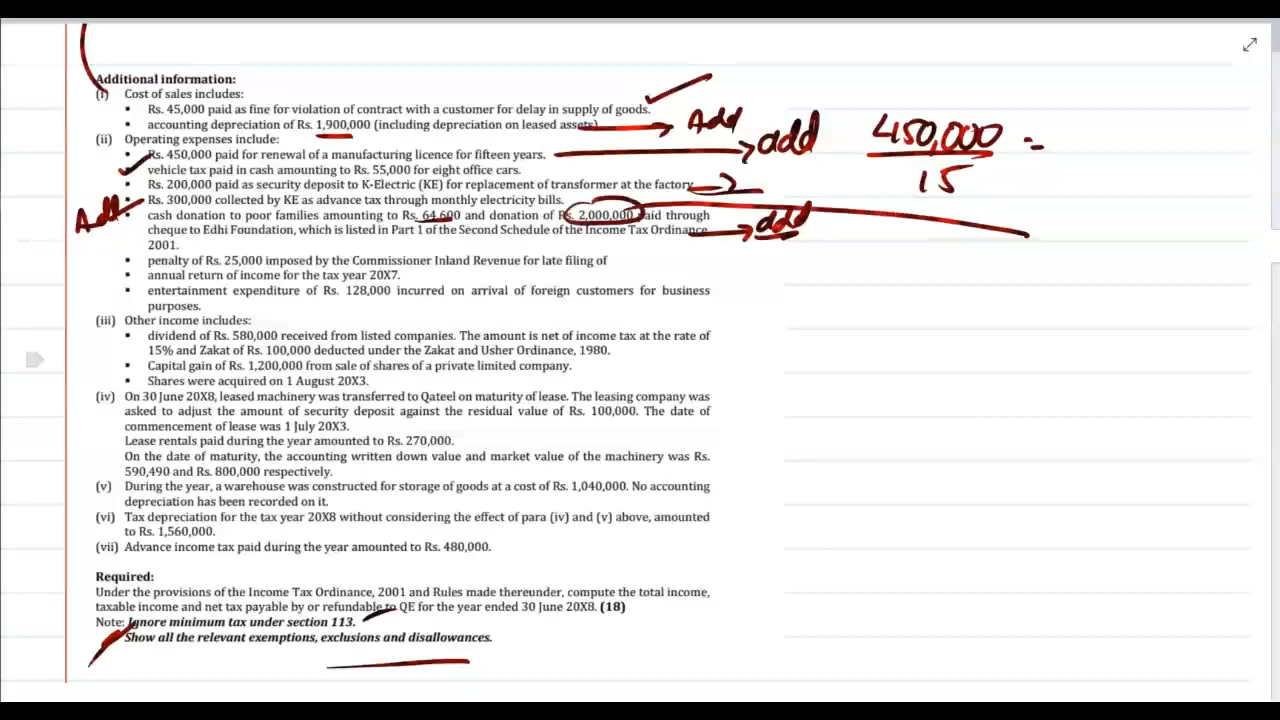 Additional information:
(i) Cost of sales includes:
▪ Rs. 45,000 paid as fine for violation of contract with a customer for delay in supply of goods.
▪ accounting depreciation of Rs. 1,900,000 (including depreciation on leased assets) Add
(ii) Operating expenses include:
▪ Rs. 450,000 paid for renewal of a manufacturing licence for fifteen years. add 450,000 =
15
▪ vehicle tax paid in cash amounting to Rs. 55,000 for eight office cars.
▪ Rs. 200,000 paid as security deposit to K-Electric (KE) for replacement of transformer at the factory
▪ Rs. 300,000 collected by KE as advance tax through monthly electricity bills.
Add
▪ cash donation to poor families amounting to Rs. 64,600 and donation of Rs. 2,000,000 paid through add
cheque to Edhi Foundation, which is listed in Part 1 of the Second Schedule of the Income Tax Ordinance
2001.
▪ penalty of Rs. 25,000 imposed by the Commissioner Inland Revenue for late filing of
▪ annual return of income for the tax year 20X7.
▪ entertainment expenditure of Rs. 128,000 incurred on arrival of foreign customers for business
purposes.
(iii) Other income includes:
▪ dividend of Rs. 580,000 received from listed companies. The amount is net of income tax at the rate of
15% and Zakat of Rs. 100,000 deducted under the Zakat and Usher Ordinance, 1980.
▪ Capital gain of Rs. 1,200,000 from sale of shares of a private limited company.
▪ Shares were acquired on 1 August 20X3.
(iv) On 30 June 20X8, leased machinery was transferred to Qateel on maturity of lease. The leasing company was
asked to adjust the amount of security deposit against the residual value of Rs. 100,000. The date of
commencement of lease was 1 July 20X3.
Lease rentals paid during the year amounted to Rs. 270,000.
On the date of maturity, the accounting written down value and market value of the machinery was Rs.
590,490 and Rs. 800,000 respectively.
(v) During the year, a warehouse was constructed for storage of goods at a cost of Rs. 1,040,000. No accounting
depreciation has been recorded on it.
(vi) Tax depreciation for the tax year 20X8 without considering the effect of para (iv) and (v) above, amounted
to Rs. 1,560,000.
(vii) Advance income tax paid during the year amounted to Rs. 480,000.
Required:
Under the provisions of the Income Tax Ordinance, 2001 and Rules made thereunder, compute the total income,
taxable income and net tax payable by or refundable to QE for the year ended 30 June 20X8. (18)
Note: Ignore minimum tax under section 113.
Show all the relevant exemptions, exclusions and disallowances.